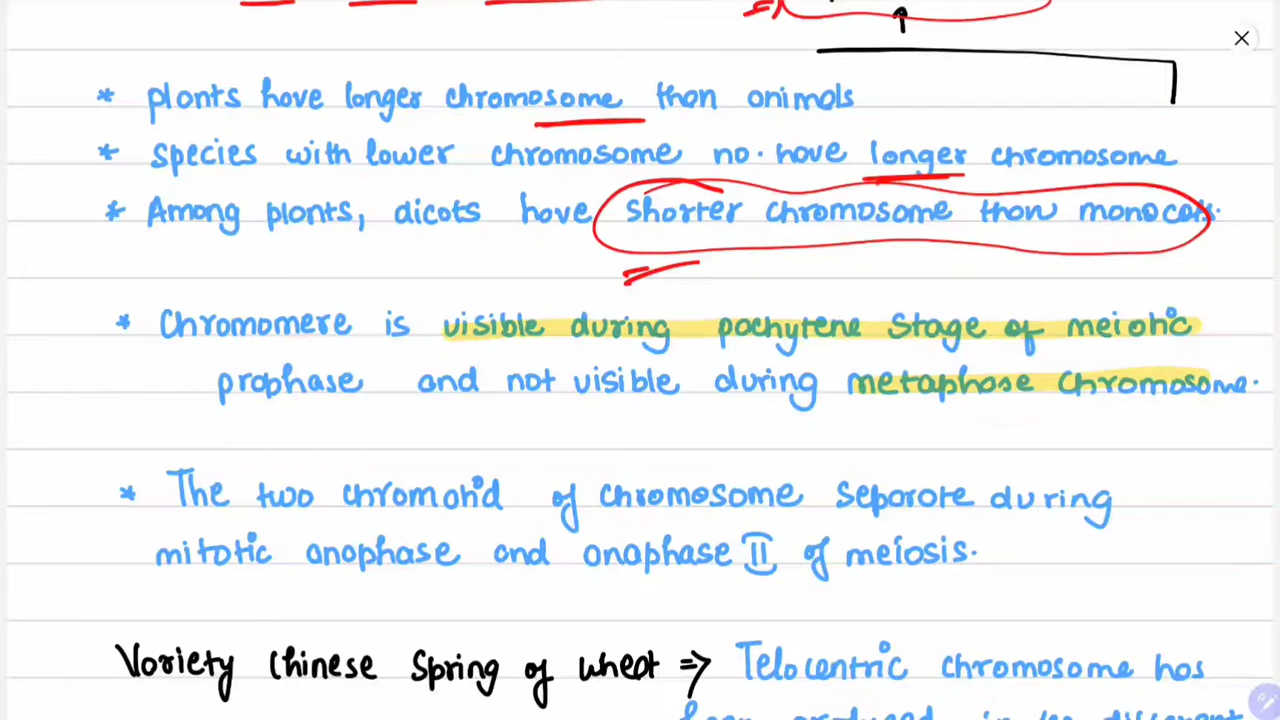 * plants have longer chromosome than animals
* species with lower chromosome no. have longer chromosome
* Among plants, dicots have shorter chromosome than monocots.
* Chromomere is visible during pachytene stage of meiotic
prophase and not visible during metaphase chromosome.
* The two chromatid of chromosome separate during
mitotic anaphase and anaphase II of meiosis.
Variety Chinese Spring of wheat => Telocentric chromosome has
been produced in